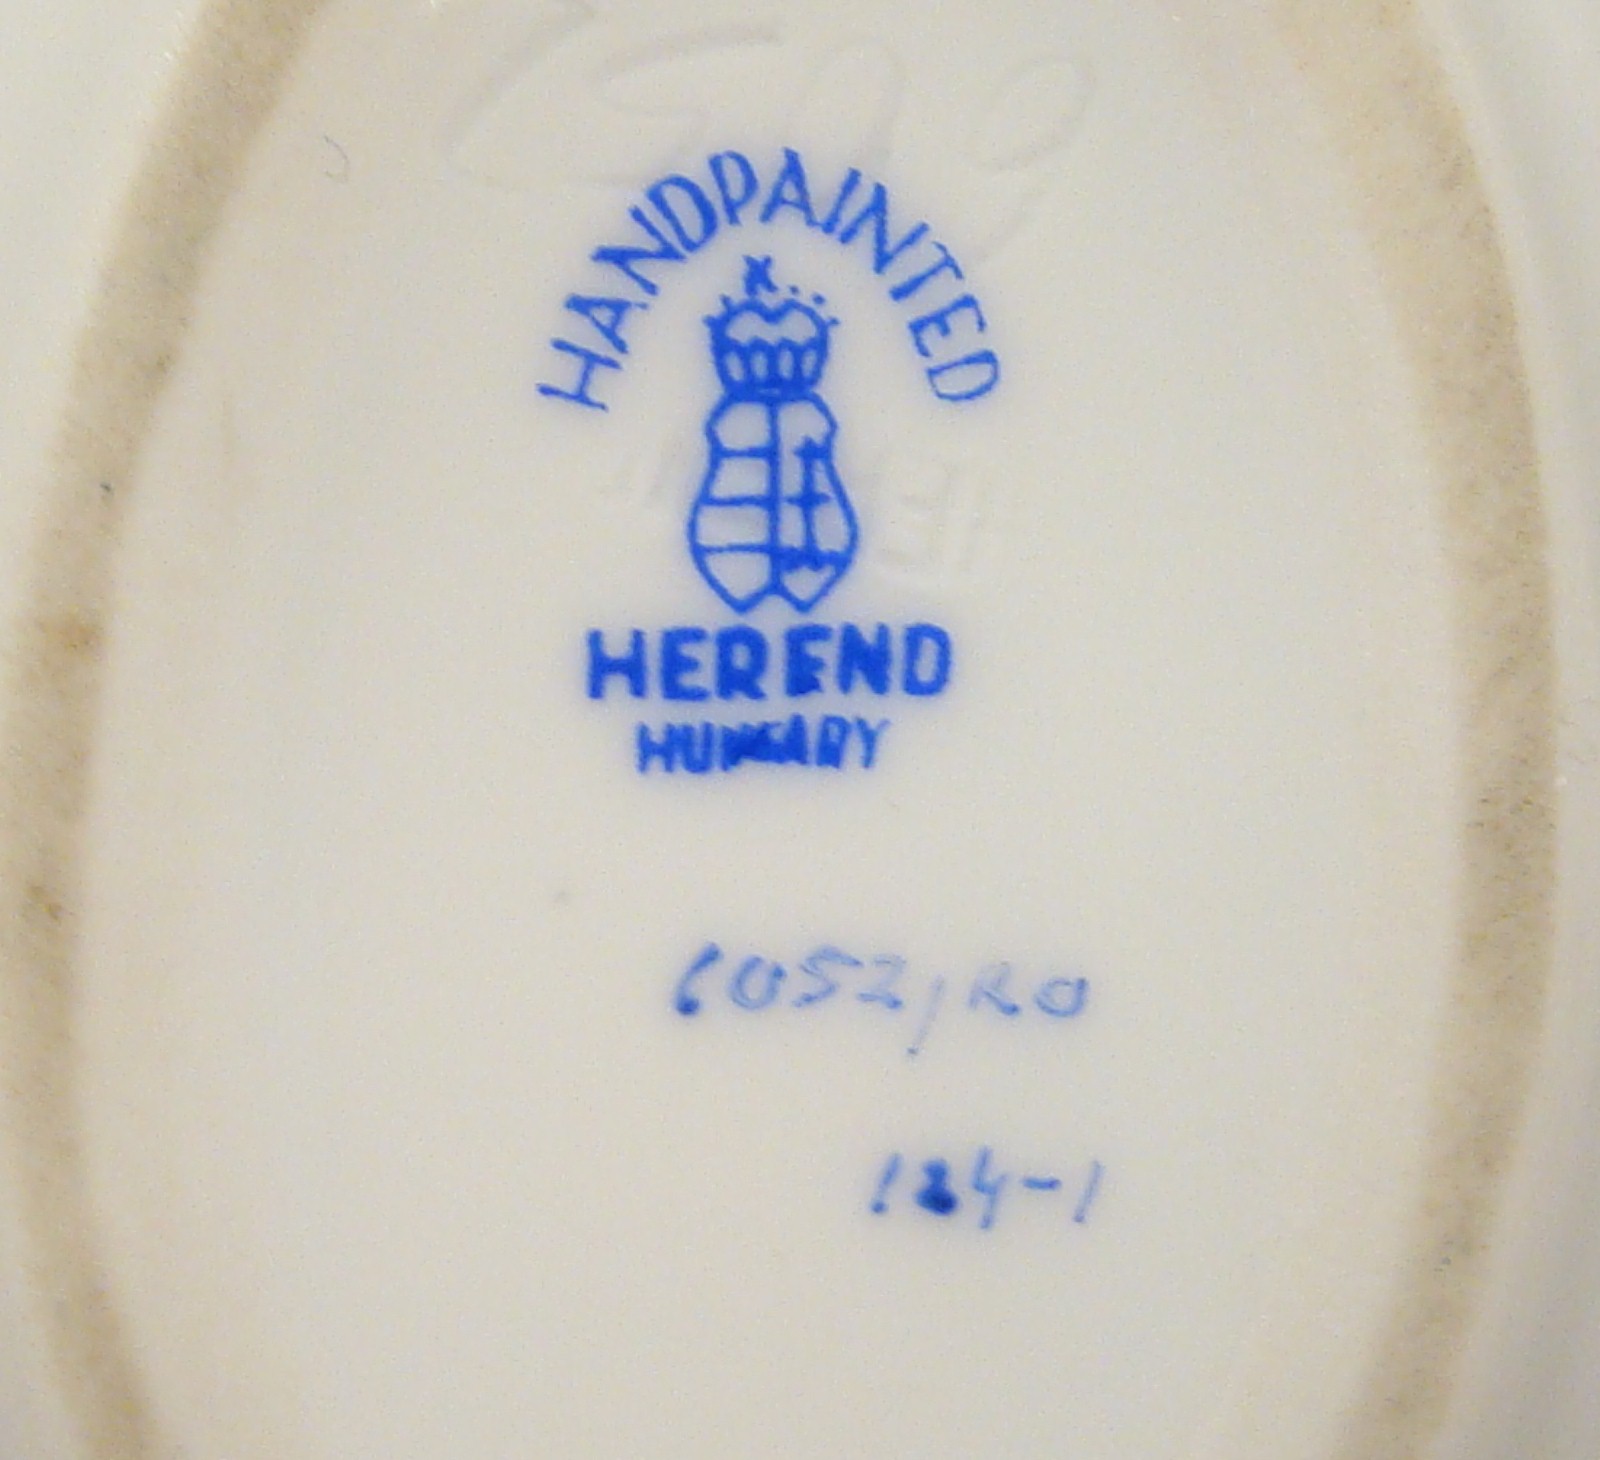 HANDPAINTED
HEREND
HUNGARY
6052/RO
124-1